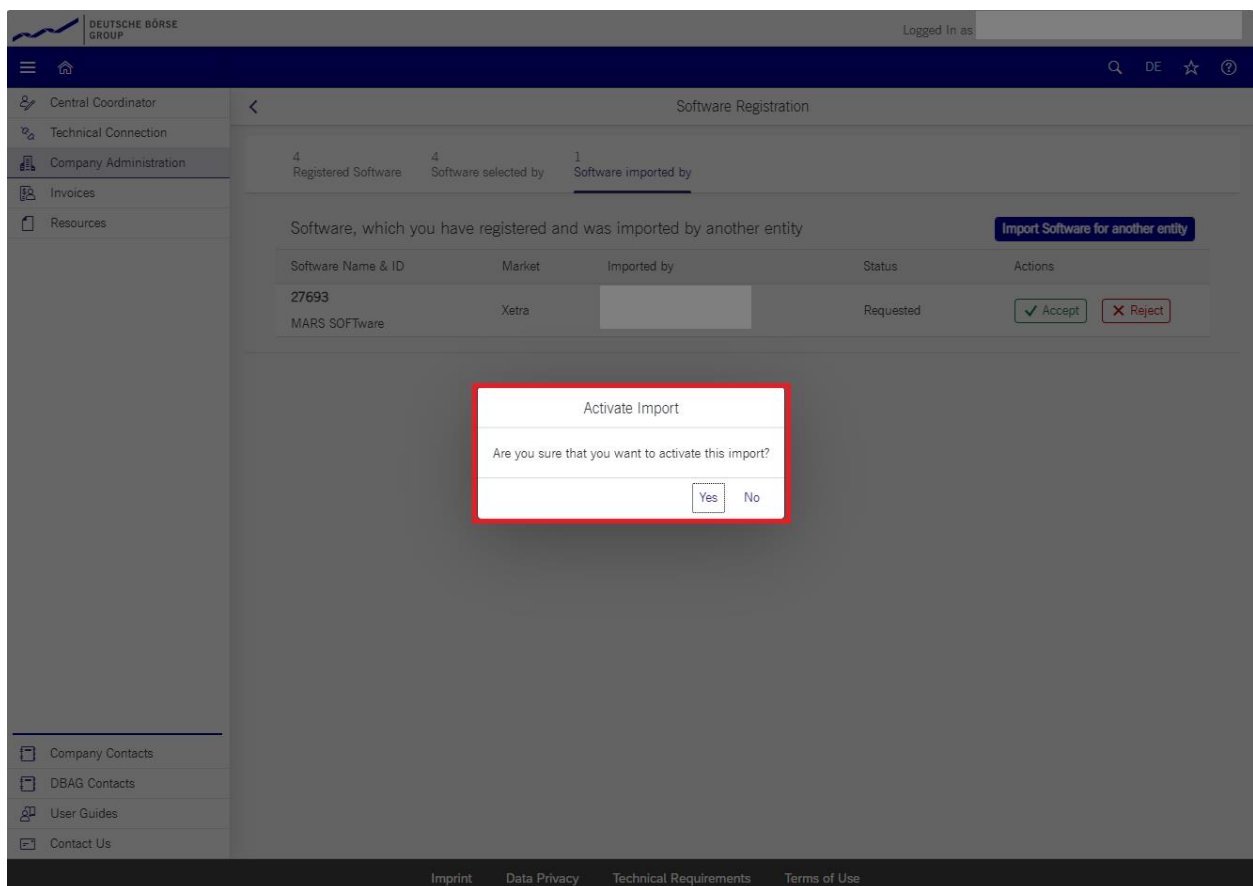 DEUTSCHE BÖRSE
GROUP
Logged In as
DE
Central Coordinator
Technical Connection
Company Administration
Invoices
Resources
Software Registration
4 4 1
Registered Software Software selected by Software imported by
Software, which you have registered and was imported by another entity Import Software for another entity
Software Name & ID Market Imported by Status Actions
27693
MARS SOFTware Xetra Requested Accept Reject
Activate Import
Are you sure that you want to activate this import?
Yes No
Company Contacts
DBAG Contacts
User Guides
Contact Us
Imprint Data Privacy Technical Requirements Terms of Use